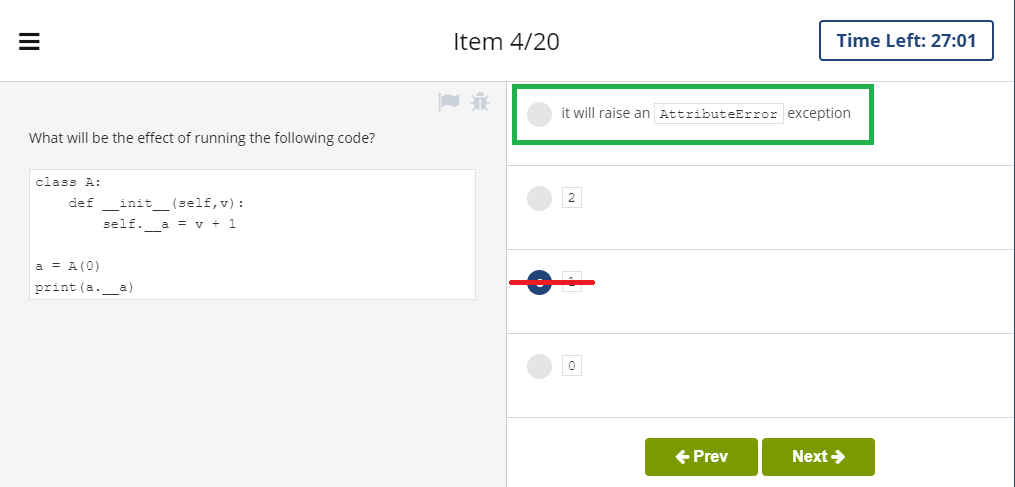 Item 4/20
Time Left: 27:01
What will be the effect of running the following code?
class A:
    def __init__(self,v):
        self.__a = v + 1
a = A(0)
print(a.__a)
it will raise an AttributeError exception
2
0
Prev
Next